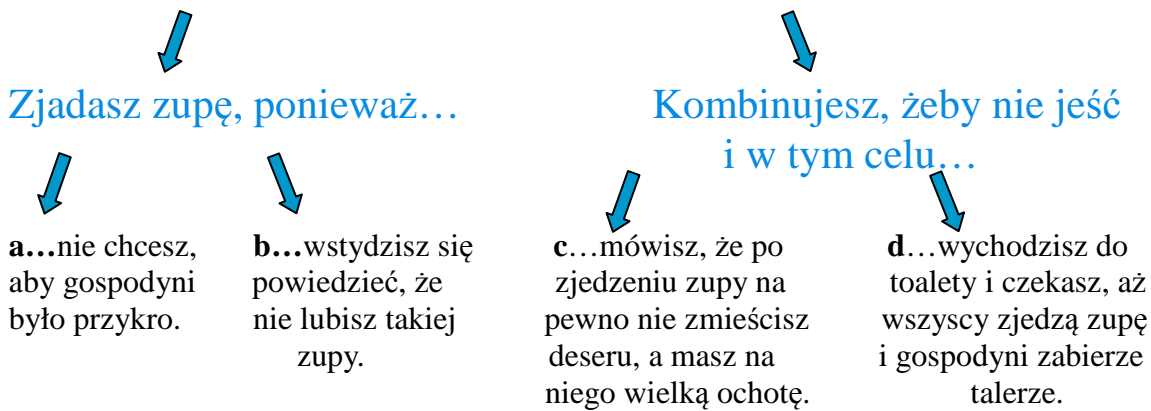 Zjadasz zupę, ponieważ…
Kombinujesz, żeby nie jeść
i w tym celu…
a…nie chcesz,
aby gospodyni
było przykro.
b…wstydzisz się
powiedzieć, że
nie lubisz takiej
zupy.
c…mówisz, że po
zjedzeniu zupy na
pewno nie zmieścisz
deseru, a masz na
niego wielką ochotę.
d…wychodzisz do
toalety i czekasz, aż
wszyscy zjedzą zupę
i gospodyni zabierze
talerze.